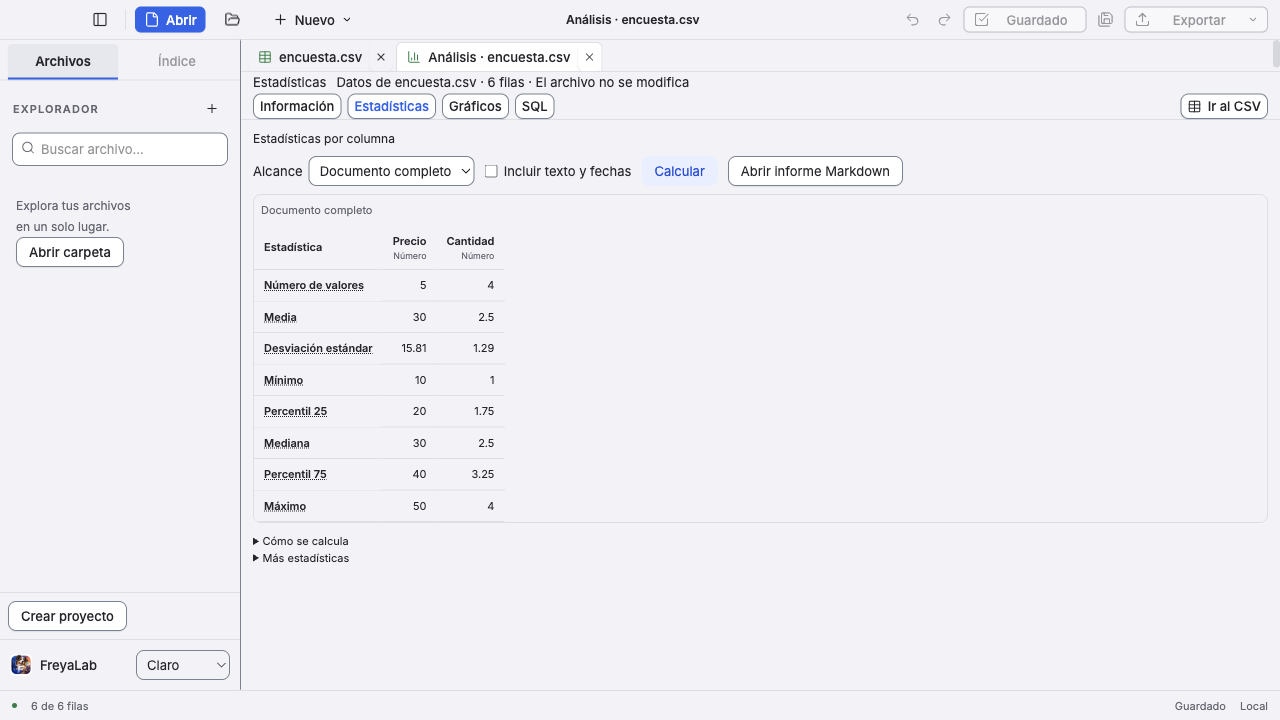 Abrir
Nuevo
Análisis · encuesta.csv
Guardado
Exportar
Archivos
Índice
EXPLORADOR
Buscar archivo...
Explora tus archivos
en un solo lugar.
Abrir carpeta
Crear proyecto
FreyaLab
Claro
encuesta.csv
Análisis · encuesta.csv
Estadísticas Datos de encuesta.csv · 6 filas · El archivo no se modifica
Información Estadísticas Gráficos SQL Ir al CSV
Estadísticas por columna
Alcance Documento completo Incluir texto y fechas Calcular Abrir informe Markdown
Documento completo
Estadística Precio Cantidad
Número Número
Número de valores 5 4
Media 30 2.5
Desviación estándar 15.81 1.29
Mínimo 10 1
Percentil 25 20 1.75
Mediana 30 2.5
Percentil 75 40 3.25
Máximo 50 4
Cómo se calcula
Más estadísticas
6 de 6 filas
Guardado Local